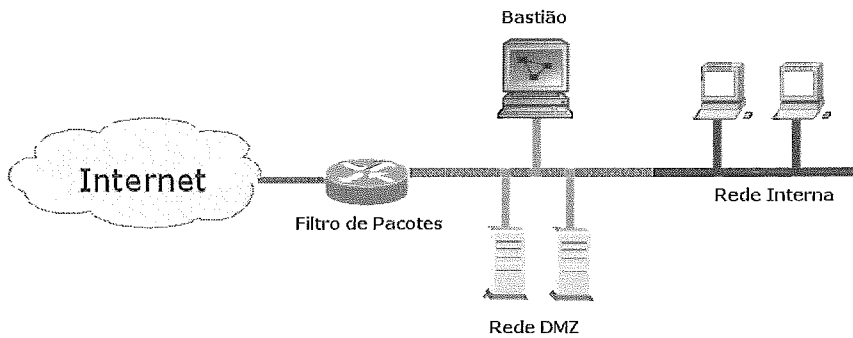 Bastião
Internet
Filtro de Pacotes
Rede Interna
Rede DMZ